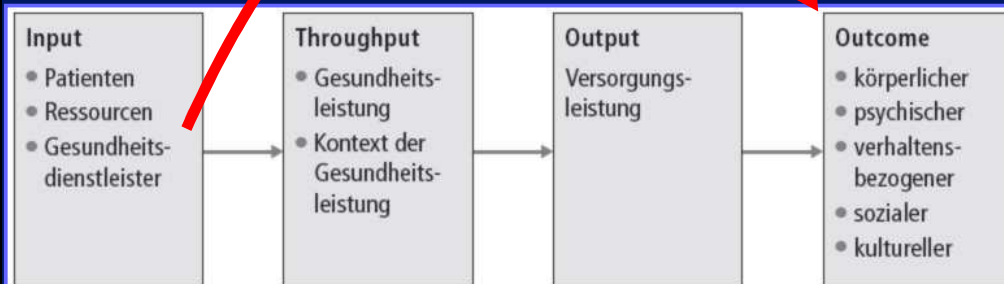 Input
• Patienten
• Ressourcen
• Gesundheits-
dienstleister
Throughput
• Gesundheits-
leistung
• Kontext der
Gesundheits-
leistung
Output
Versorgungs-
leistung
Outcome
• körperlicher
• psychischer
• verhaltens-
bezogener
• sozialer
• kultureller